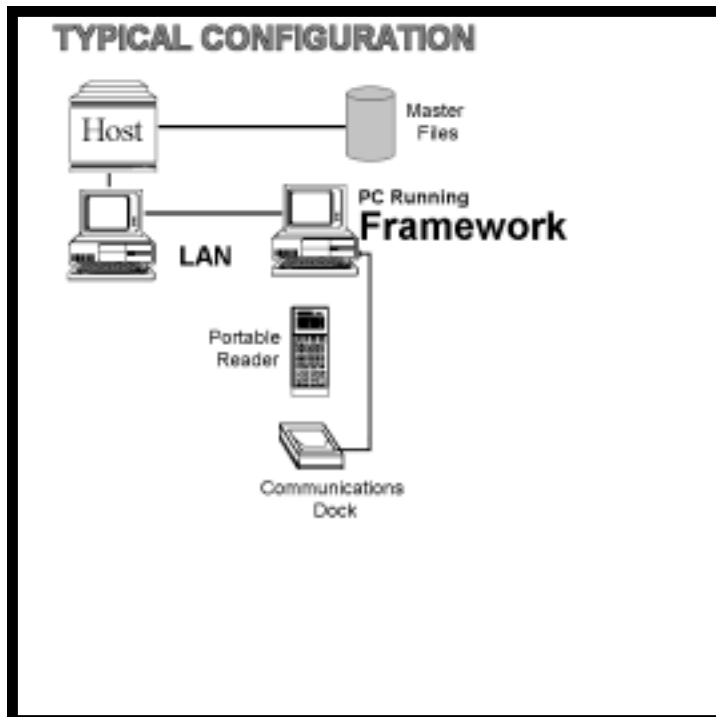 TYPICAL CONFIGURATION
Host
Master
Files
PC Running
Framework
LAN
Portable
Reader
Communications
Dock